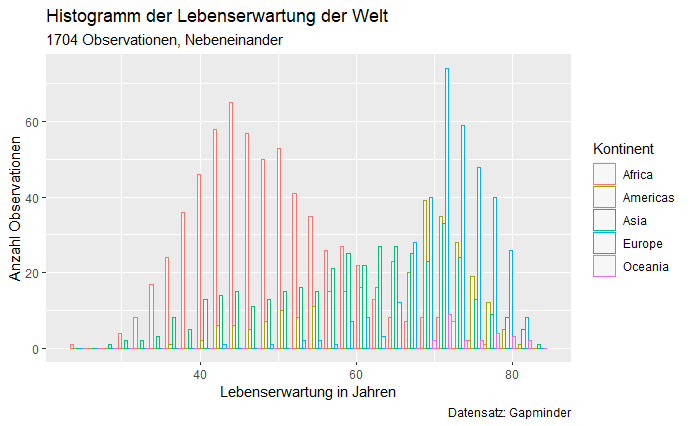 Histogramm der Lebenserwartung der Welt
1704 Observationen, Nebeneinander
Anzahl Observationen
60
40
20
0
40
60
80
Lebenserwartung in Jahren
Kontinent
Africa
Americas
Asia
Europe
Oceania
Datensatz: Gapminder